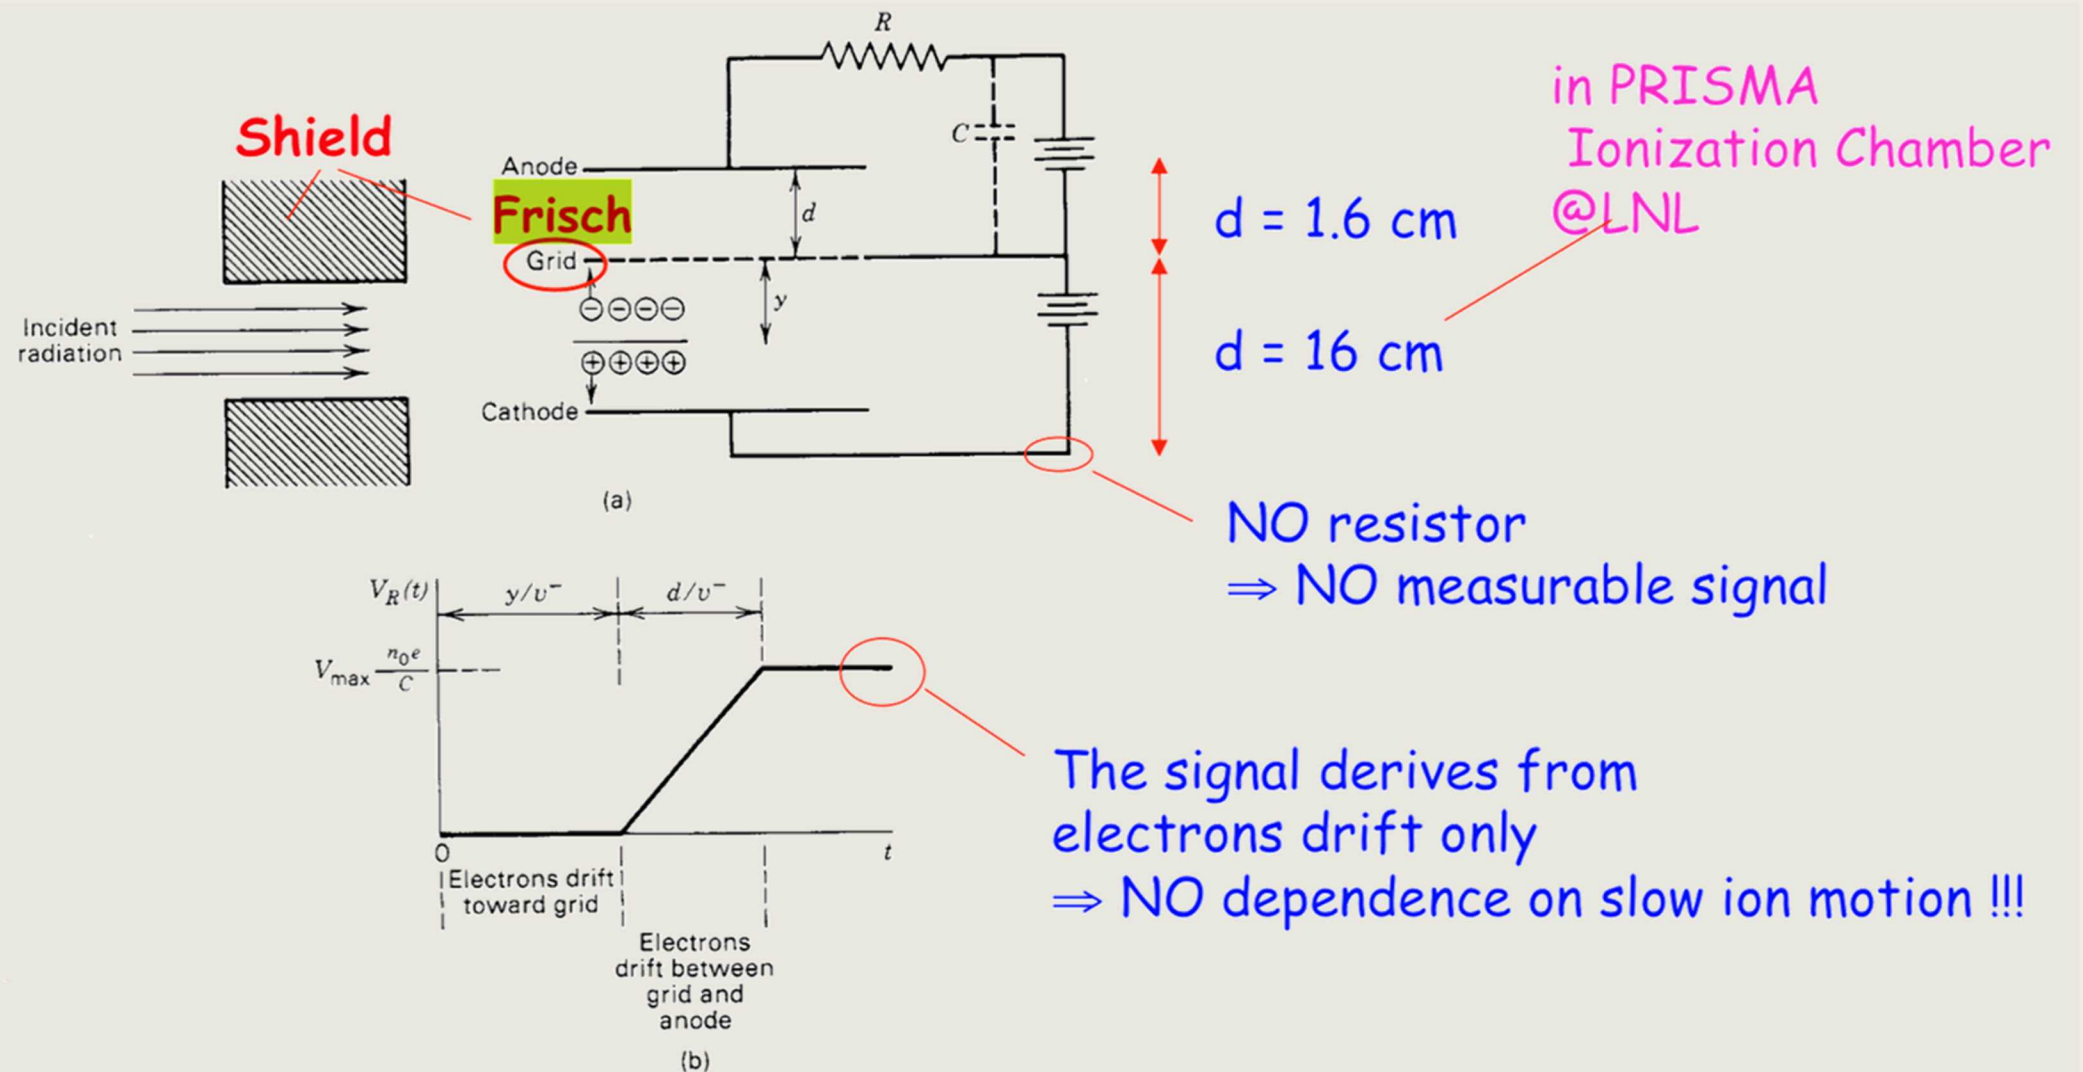 R
in PRISMA
Ionization Chamber
@LNL
Shield
C
Anode
Frisch
d
d = 1.6 cm
Grid
⊖⊖⊖⊖
y
Incident
radiation
⊕⊕⊕⊕
d = 16 cm
Cathode
(a)
NO resistor
⇒ NO measurable signal
V_R(t)
y/v⁻
d/v⁻
V_max n₀e/C
The signal derives from
electrons drift only
⇒ NO dependence on slow ion motion !!!
0
t
Electrons drift
toward grid
Electrons
drift between
grid and
anode
(b)